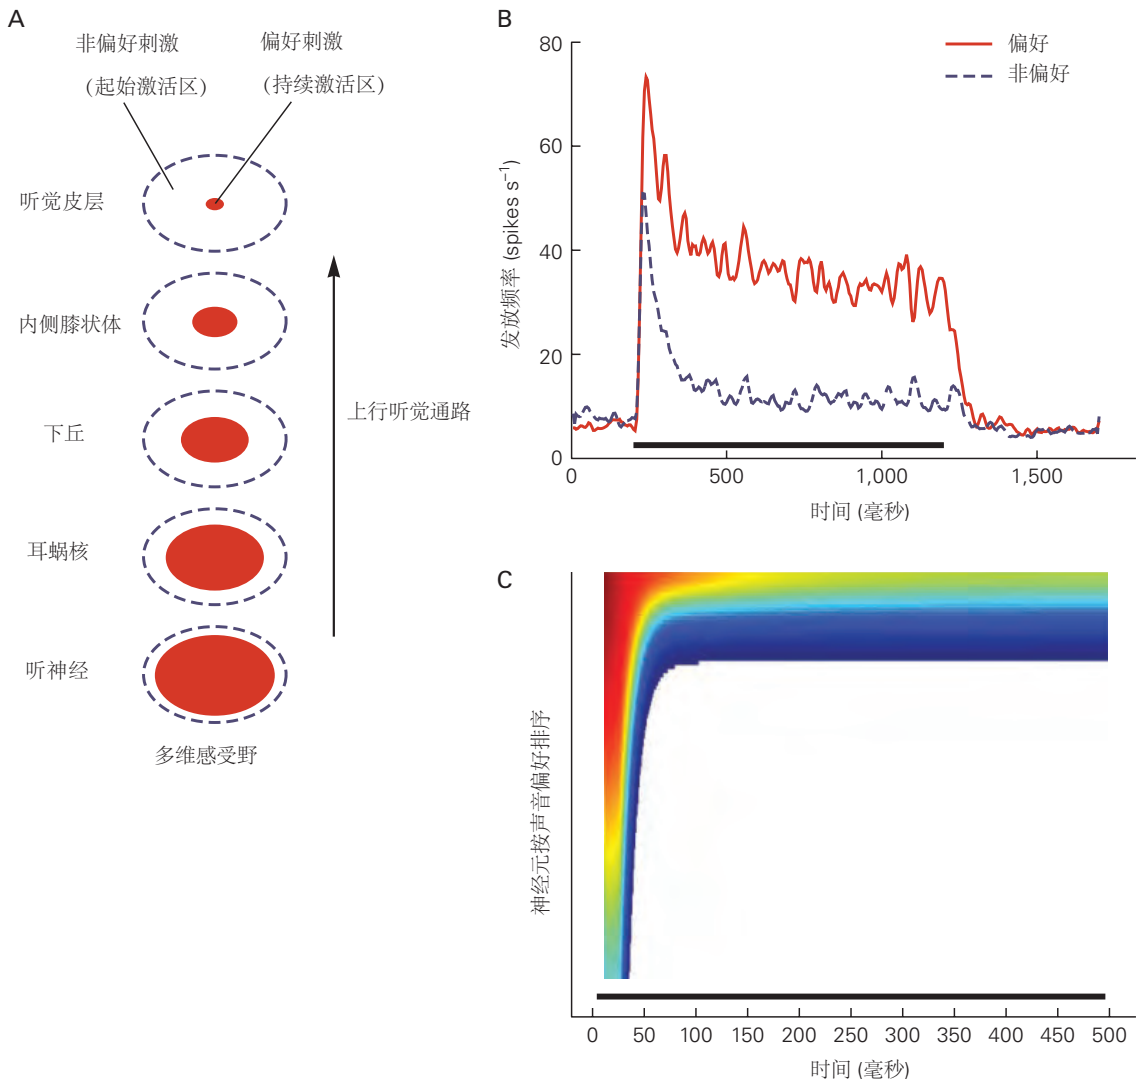 A
非偏好刺激
(起始激活区)
偏好刺激
(持续激活区)
听觉皮层
内侧膝状体
下丘
耳蜗核
听神经
上行听觉通路
多维感受野
B
偏好
非偏好
发放频率 (spikes s⁻¹)
80
60
40
20
0
0 500 1,000 1,500
时间 (毫秒)
C
神经元按声音偏好排序
0 50 100 150 200 250 300 350 400 450 500
时间 (毫秒)